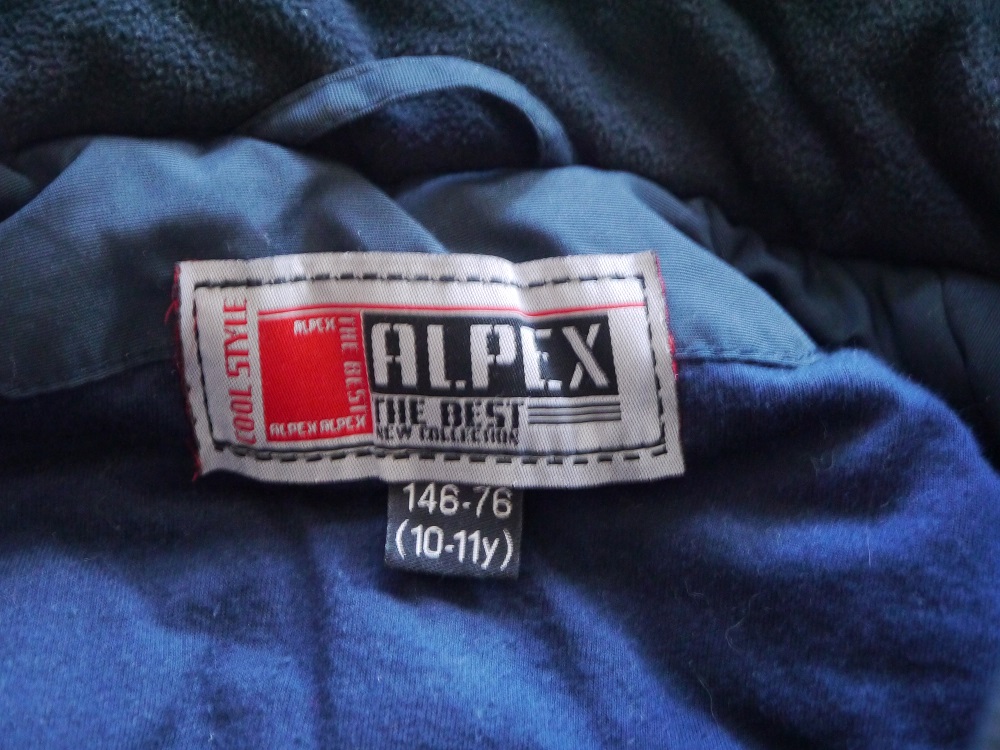 COOL STYLE
ALPEX
THE BEST
ALPEX ALPEX
ALPEX
THE BEST
NEW COLLECTION
146-76
(10-11y)